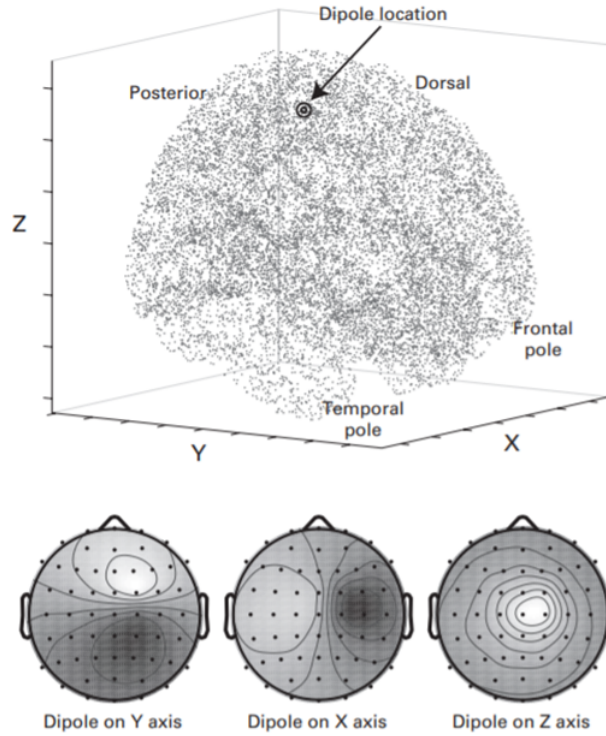 Dipole location
Posterior
Dorsal
Z
Frontal
pole
Temporal
pole
Y
X
Dipole on Y axis
Dipole on X axis
Dipole on Z axis